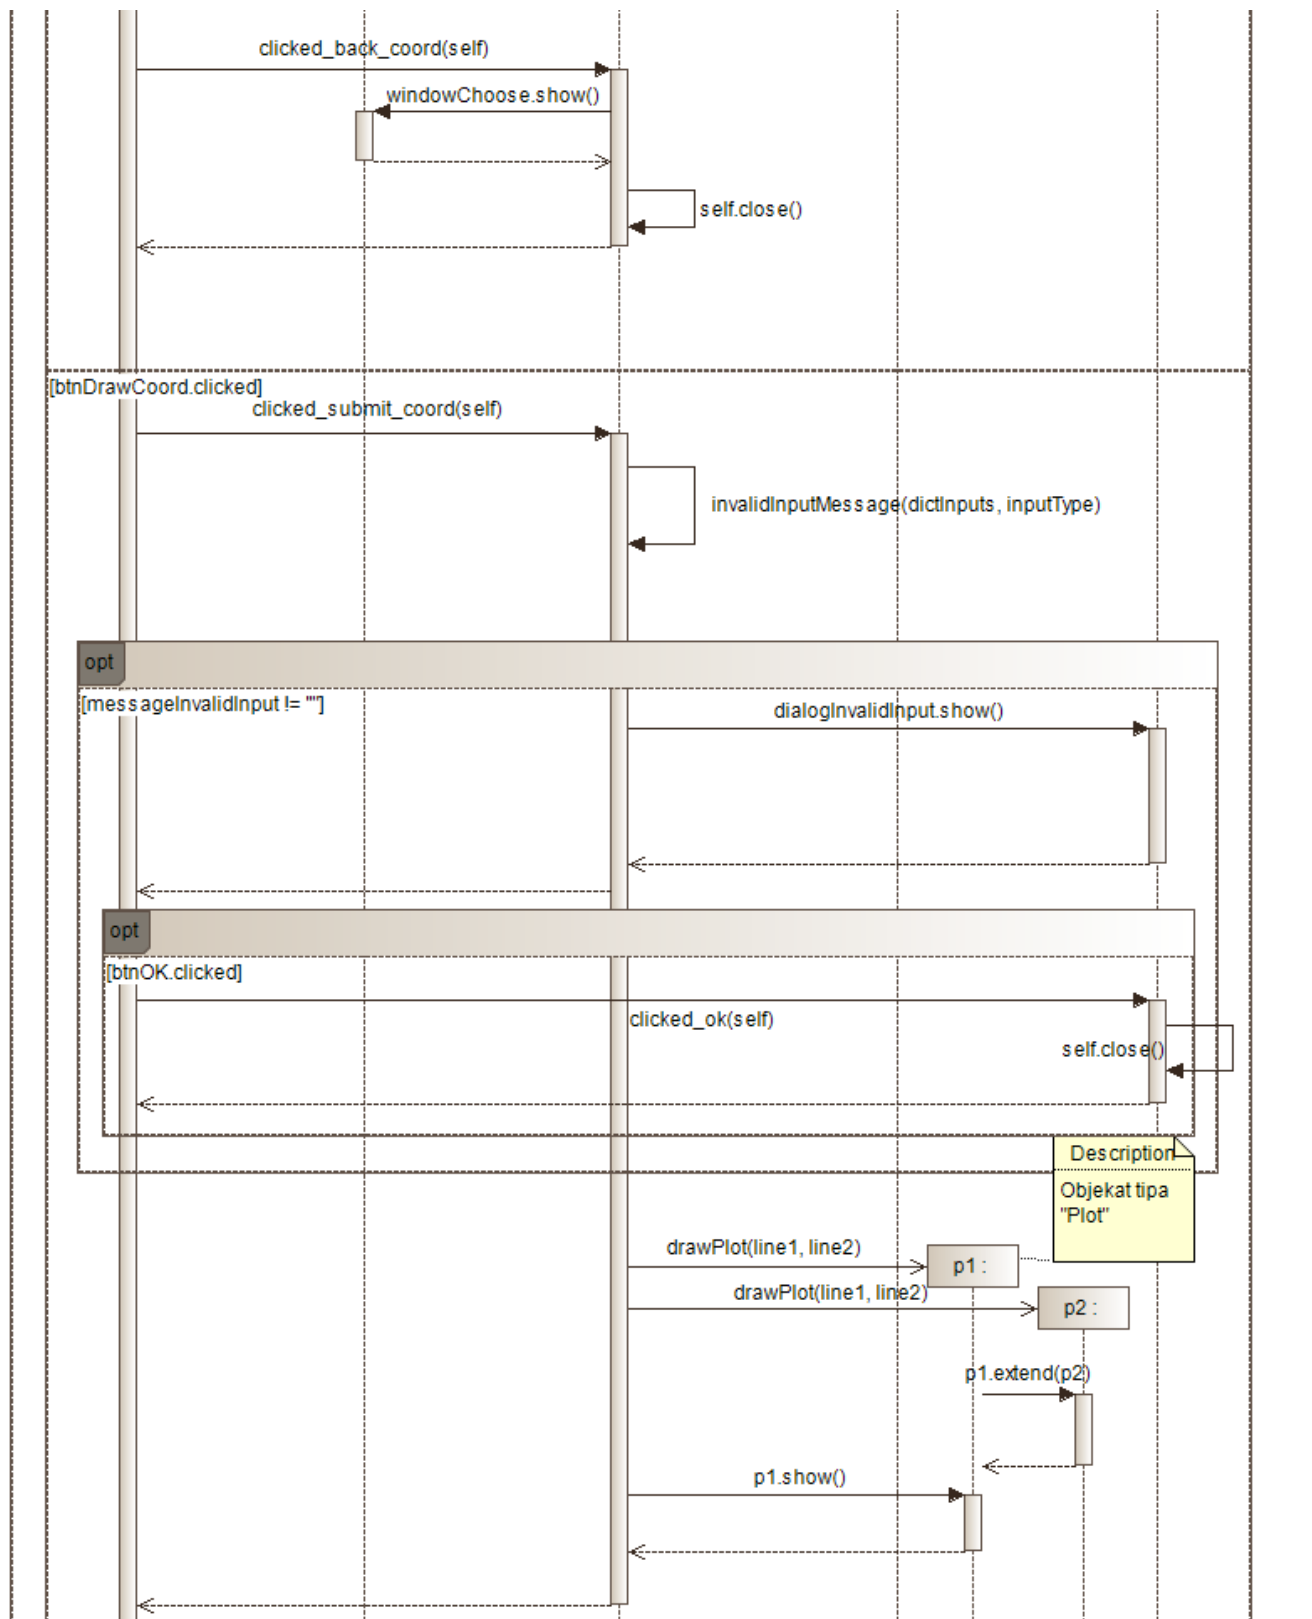 clicked_back_coord(self)
windowChoose.show()
self.close()
[btnDrawCoord.clicked]
clicked_submit_coord(self)
invalidInputMessage(dictInputs, inputType)
opt
[messageInvalidInput != ""]
dialogInvalidInput.show()
opt
[btnOK.clicked]
clicked_ok(self)
self.close()
Description
Objekat tipa
"Plot"
drawPlot(line1, line2)
p1 :
drawPlot(line1, line2)
p2 :
p1.extend(p2)
p1.show()